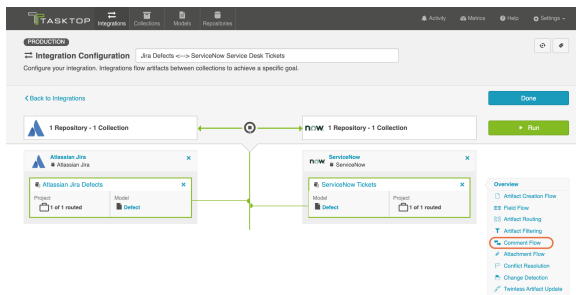 TASKTOP
Integrations
Collections
Models
Repositories
Activity
Metrics
Help
Settings
PRODUCTION
Integration Configuration
Jira Defects <--> ServiceNow Service Desk Tickets
Configure your integration. Integrations flow artifacts between collections to achieve a specific goal.
Back to Integrations
Done
1 Repository - 1 Collection
now. 1 Repository - 1 Collection
Run
Atlassian Jira
Atlassian Jira
now. ServiceNow
ServiceNow
Atlassian Jira Defects
ServiceNow Tickets
Project
1 of 1 routed
Model
Defect
Model
Defect
Project
1 of 1 routed
Overview
Artifact Creation Flow
Field Flow
Artifact Routing
Artifact Filtering
Comment Flow
Attachment Flow
Conflict Resolution
Change Detection
Twinless Artifact Update